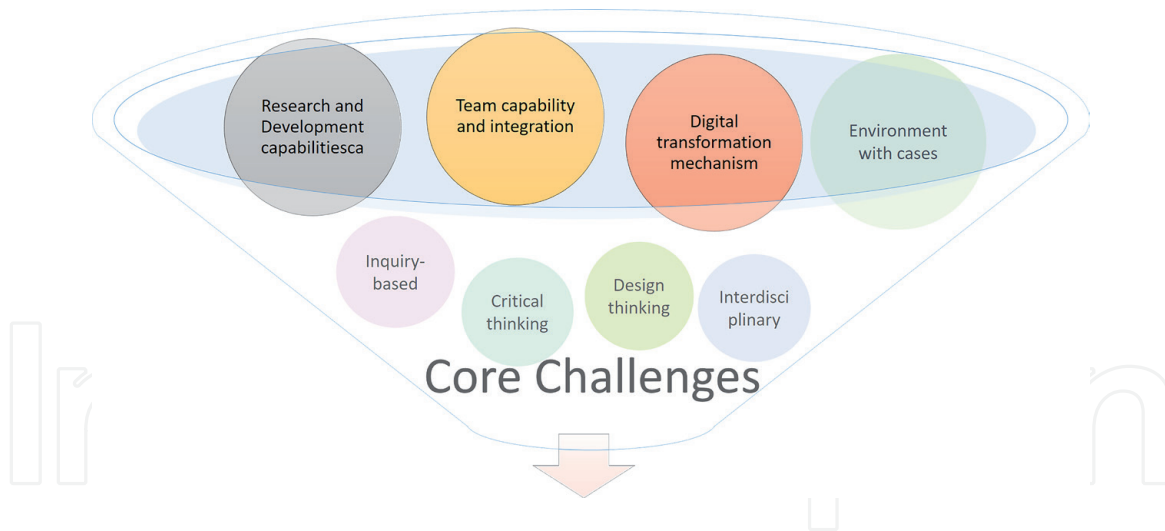 Research and
Development
capabilitiesca
Team capability
and integration
Digital
transformation
mechanism
Environment
with cases
Inquiry-
based
Critical
thinking
Design
thinking
Interdisci
plinary
Core Challenges